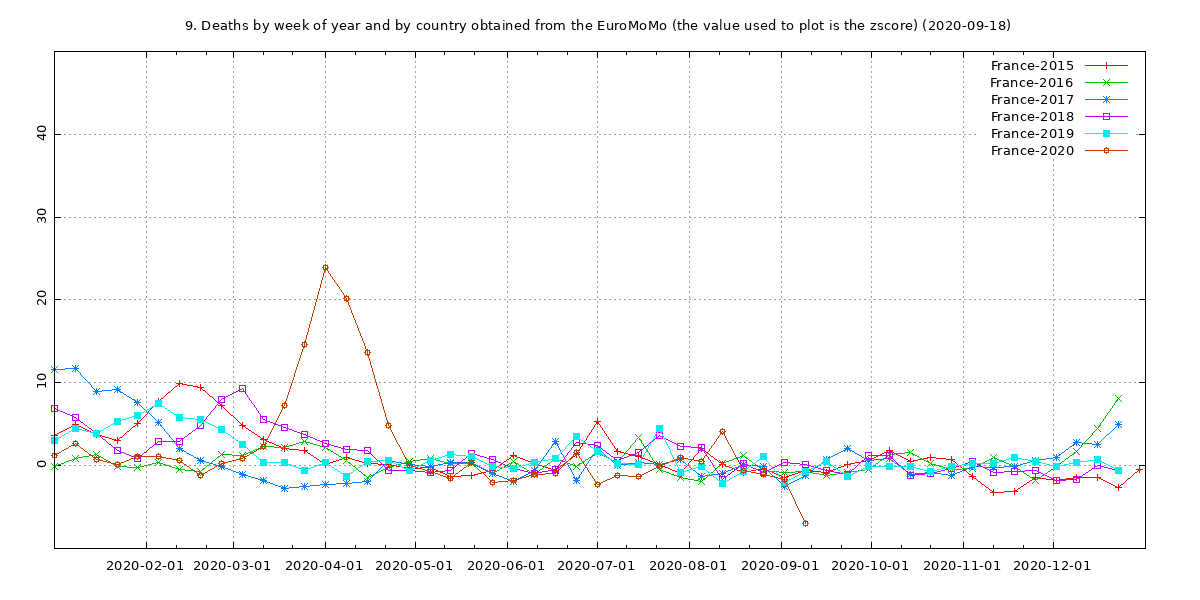 9. Deaths by week of year and by country obtained from the EuroMoMo (the value used to plot is the zscore) (2020-09-18)
France-2015
France-2016
France-2017
France-2018
France-2019
France-2020
40
30
20
10
0
2020-02-01 2020-03-01 2020-04-01 2020-05-01 2020-06-01 2020-07-01 2020-08-01 2020-09-01 2020-10-01 2020-11-01 2020-12-01